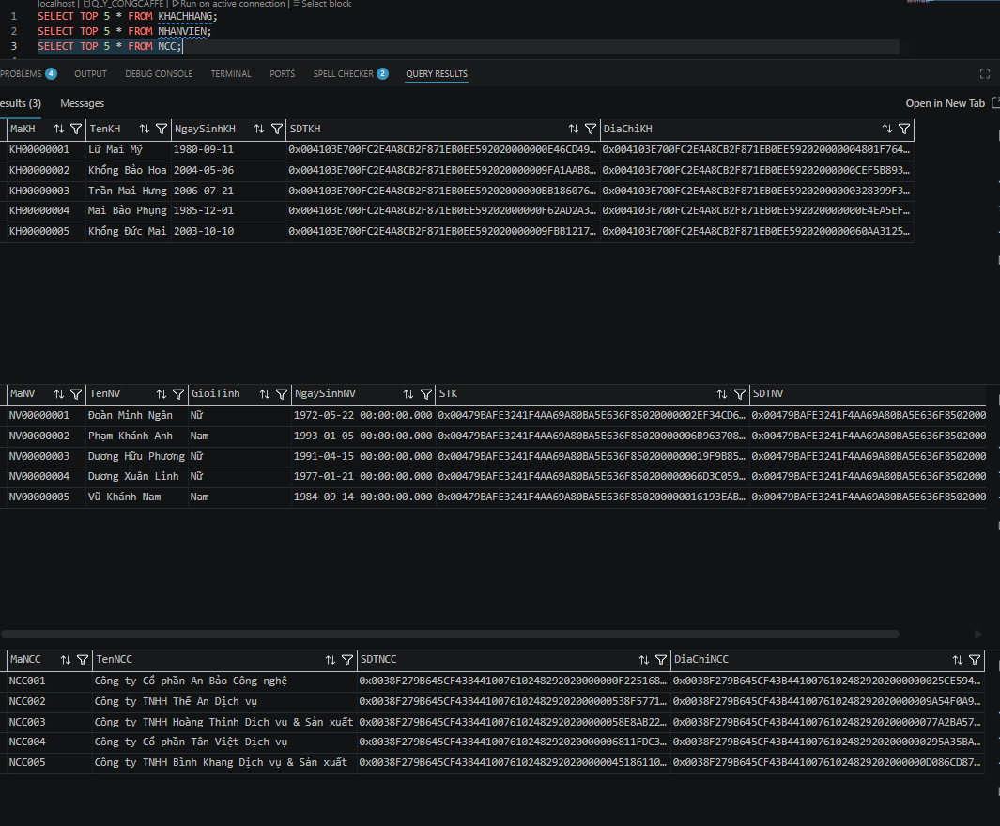 localhost | QLY_CONGCAFFE | Run on active connection | Select block
1 SELECT TOP 5 * FROM KHACHHANG;
2 SELECT TOP 5 * FROM NHANVIEN;
3 SELECT TOP 5 * FROM NCC;
PROBLEMS 4 OUTPUT DEBUG CONSOLE TERMINAL PORTS SPELL CHECKER 2 QUERY RESULTS
esults (3) Messages Open in New Tab
MaKH TenKH NgaySinhKH SDTKH DiaChiKH
KH00000001 Lữ Mai Mỹ 1980-09-11 0x004103E700FC2E4A8CB2F871EB0EE592020000000E46CD49… 0x004103E700FC2E4A8CB2F871EB0EE592020000004801F764…
KH00000002 Khổng Bảo Hoa 2004-05-06 0x004103E700FC2E4A8CB2F871EB0EE592020000009FA1AAB8… 0x004103E700FC2E4A8CB2F871EB0EE59202000000CEF5B893…
KH00000003 Trần Mai Hưng 2006-07-21 0x004103E700FC2E4A8CB2F871EB0EE59202000000BB186076… 0x004103E700FC2E4A8CB2F871EB0EE59202000000328399F3…
KH00000004 Mai Bảo Phụng 1985-12-01 0x004103E700FC2E4A8CB2F871EB0EE59202000000F62AD2A3… 0x004103E700FC2E4A8CB2F871EB0EE59202000000E4EA5EF…
KH00000005 Khổng Đức Mai 2003-10-10 0x004103E700FC2E4A8CB2F871EB0EE592020000009FBB1217… 0x004103E700FC2E4A8CB2F871EB0EE5920200000060AA3125…
MaNV TenNV GioiTinh NgaySinhNV STK SDTNV
NV00000001 Đoàn Minh Ngân Nữ 1972-05-22 00:00:00.000 0x00479BAFE3241F4AA69A80BA5E636F85020000002EF34CD6… 0x00479BAFE3241F4AA69A80BA5E636F8502000
NV00000002 Phạm Khánh Anh Nam 1993-01-05 00:00:00.000 0x00479BAFE3241F4AA69A80BA5E636F85020000006B963708… 0x00479BAFE3241F4AA69A80BA5E636F8502000
NV00000003 Dương Hữu Phương Nữ 1991-04-15 00:00:00.000 0x00479BAFE3241F4AA69A80BA5E636F850200000019F9B85… 0x00479BAFE3241F4AA69A80BA5E636F8502000
NV00000004 Dương Xuân Linh Nữ 1977-01-21 00:00:00.000 0x00479BAFE3241F4AA69A80BA5E636F850200000066D3C059… 0x00479BAFE3241F4AA69A80BA5E636F8502000
NV00000005 Vũ Khánh Nam Nam 1984-09-14 00:00:00.000 0x00479BAFE3241F4AA69A80BA5E636F850200000016193EAB… 0x00479BAFE3241F4AA69A80BA5E636F8502000
MaNCC TenNCC SDTNCC DiaChiNCC
NCC001 Công ty Cổ phần An Bảo Công nghệ 0x0038F279B645CF43B441007610248292020000000F225168… 0x0038F279B645CF43B4410076102482920200000025CE594…
NCC002 Công ty TNHH Thế An Dịch vụ 0x0038F279B645CF43B44100761024829202000000538F5771… 0x0038F279B645CF43B441007610248292020000009A54F0A9…
NCC003 Công ty TNHH Hoàng Thịnh Dịch vụ & Sản xuất 0x0038F279B645CF43B4410076102482920200000058E8AB22… 0x0038F279B645CF43B4410076102482920200000077A2BA57…
NCC004 Công ty Cổ phần Tân Việt Dịch vụ 0x0038F279B645CF43B441007610248292020000006811FDC3… 0x0038F279B645CF43B44100761024829202000000295A35BA…
NCC005 Công ty TNHH Bình Khang Dịch vụ & Sản xuất 0x0038F279B645CF43B4410076102482920200000045186110… 0x0038F279B645CF43B44100761024829202000000D086CD87…